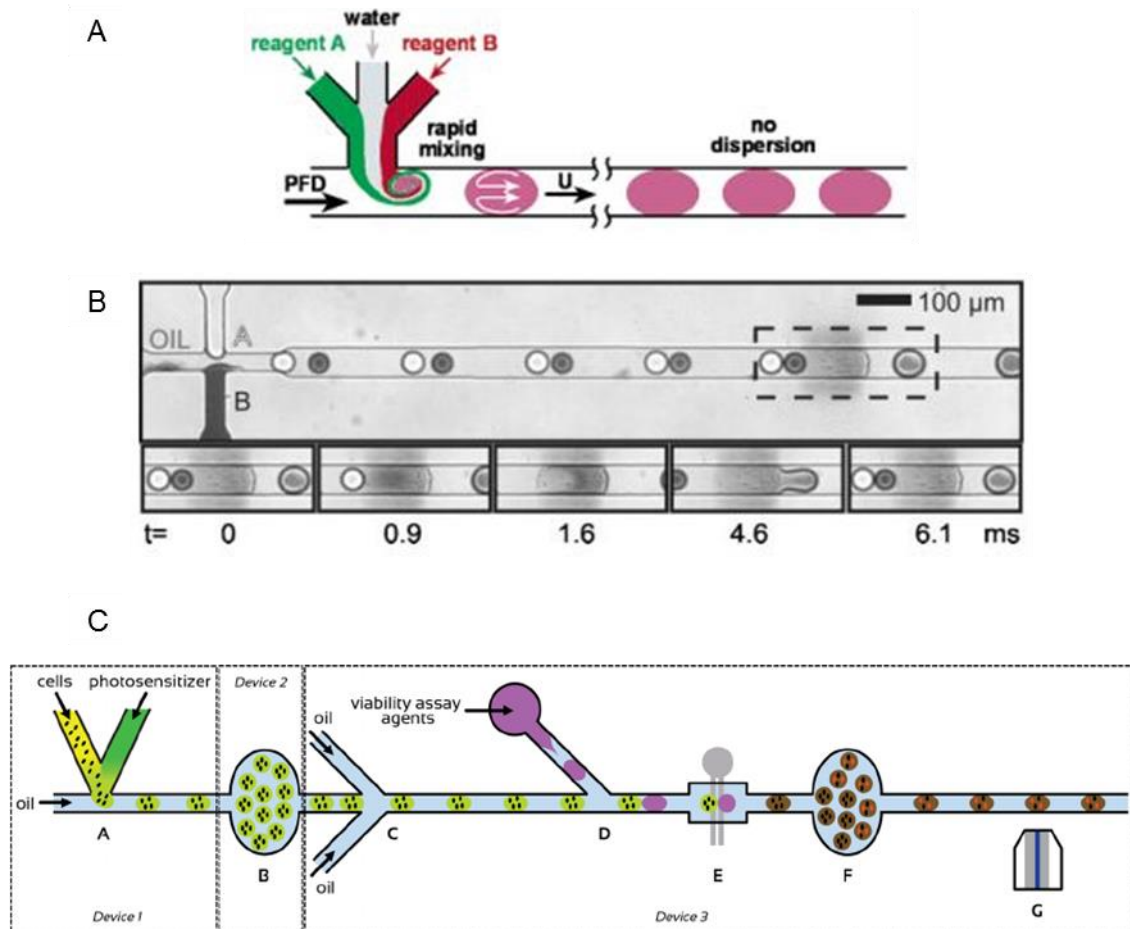 A
water
reagent A
reagent B
rapid
mixing
no
dispersion
PFD
U
B
OIL
A
B
100 µm
t= 0 0.9 1.6 4.6 6.1 ms
C
cells
photosensitizer
Device 2
viability assay
agents
oil
oil
A
B
C
D
E
F
oil
G
Device 1
Device 3